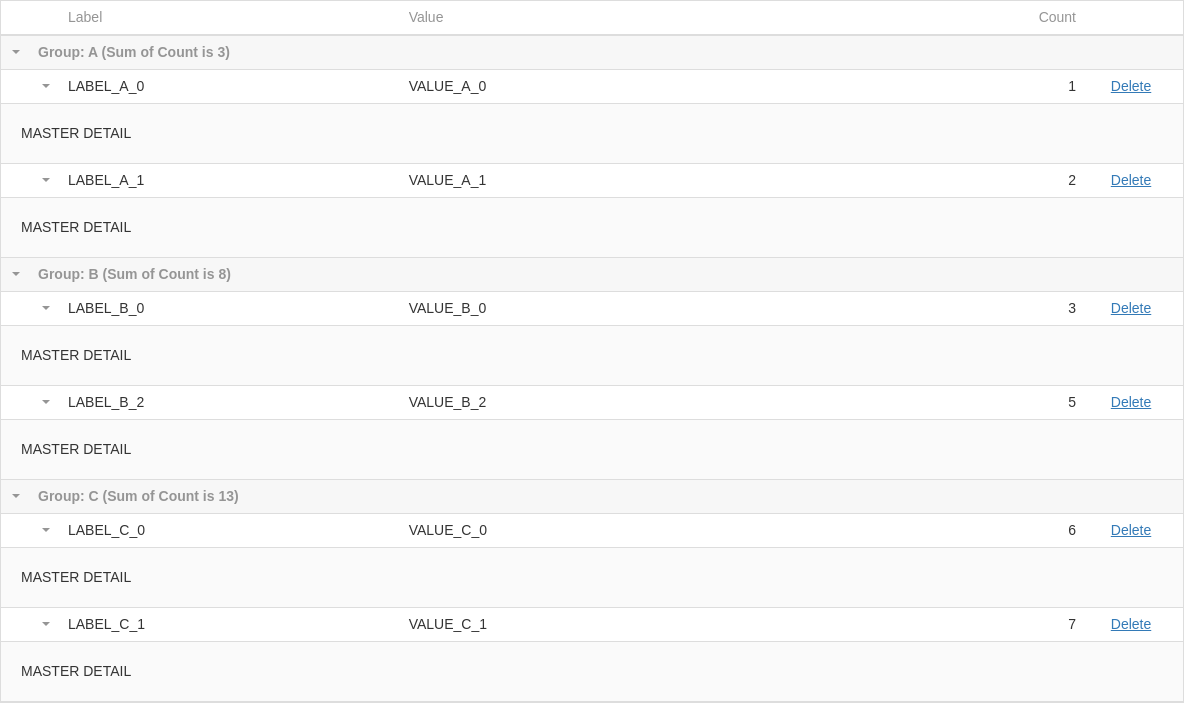 Label Value Count
Group: A (Sum of Count is 3)
LABEL_A_0 VALUE_A_0 1 Delete
MASTER DETAIL
LABEL_A_1 VALUE_A_1 2 Delete
MASTER DETAIL
Group: B (Sum of Count is 8)
LABEL_B_0 VALUE_B_0 3 Delete
MASTER DETAIL
LABEL_B_2 VALUE_B_2 5 Delete
MASTER DETAIL
Group: C (Sum of Count is 13)
LABEL_C_0 VALUE_C_0 6 Delete
MASTER DETAIL
LABEL_C_1 VALUE_C_1 7 Delete
MASTER DETAIL